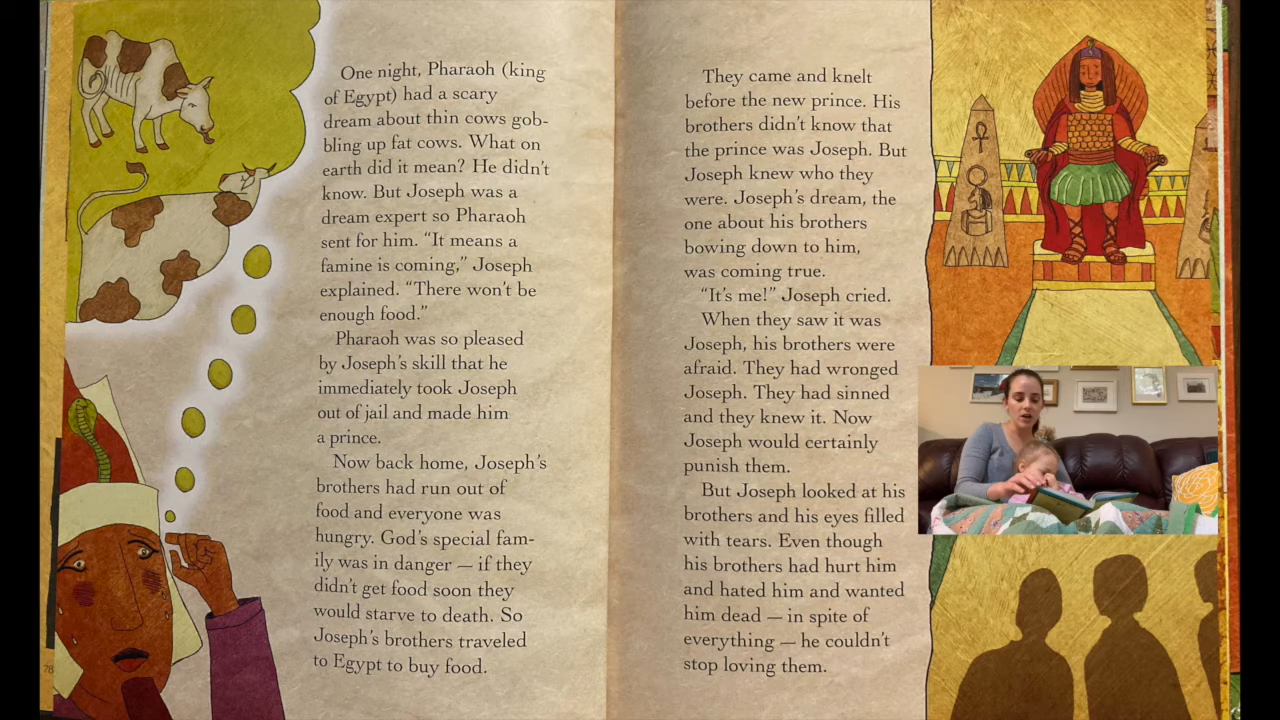 One night, Pharaoh (king
of Egypt) had a scary
dream about thin cows gob-
bling up fat cows. What on
earth did it mean? He didn't
know. But Joseph was a
dream expert so Pharaoh
sent for him. “It means a
famine is coming,” Joseph
explained. “There won't be
enough food.”
Pharaoh was so pleased
by Joseph's skill that he
immediately took Joseph
out of jail and made him
a prince.
Now back home, Joseph's
brothers had run out of
food and everyone was
hungry. God's special fam-
ily was in danger — if they
didn't get food soon they
would starve to death. So
Joseph's brothers traveled
to Egypt to buy food.
78
They came and knelt
before the new prince. His
brothers didn't know that
the prince was Joseph. But
Joseph knew who they
were. Joseph's dream, the
one about his brothers
bowing down to him,
was coming true.
“It's me!” Joseph cried.
When they saw it was
Joseph, his brothers were
afraid. They had wronged
Joseph. They had sinned
and they knew it. Now
Joseph would certainly
punish them.
But Joseph looked at his
brothers and his eyes filled
with tears. Even though
his brothers had hurt him
and hated him and wanted
him dead — in spite of
everything — he couldn't
stop loving them.